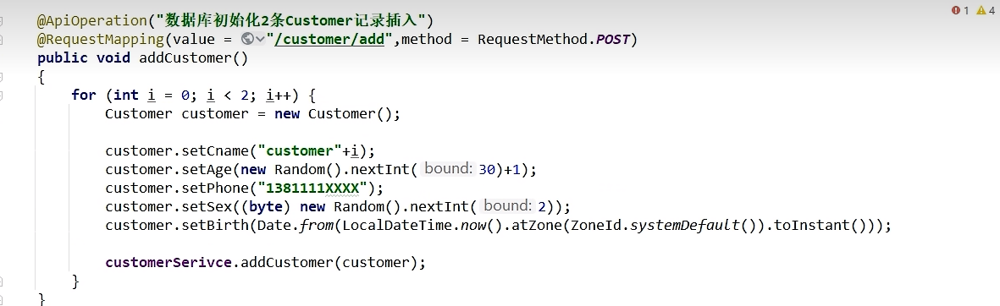 @ApiOperation("数据库初始化2条Customer记录插入")
@RequestMapping(value = "/customer/add",method = RequestMethod.POST)
public void addCustomer()
{
    for (int i = 0; i < 2; i++) {
        Customer customer = new Customer();
        customer.setCname("customer"+i);
        customer.setAge(new Random().nextInt( bound: 30)+1);
        customer.setPhone("1381111XXXX");
        customer.setSex((byte) new Random().nextInt( bound: 2));
        customer.setBirth(Date.from(LocalDateTime.now().atZone(ZoneId.systemDefault()).toInstant()));
        customerSerivce.addCustomer(customer);
    }
}
1 4